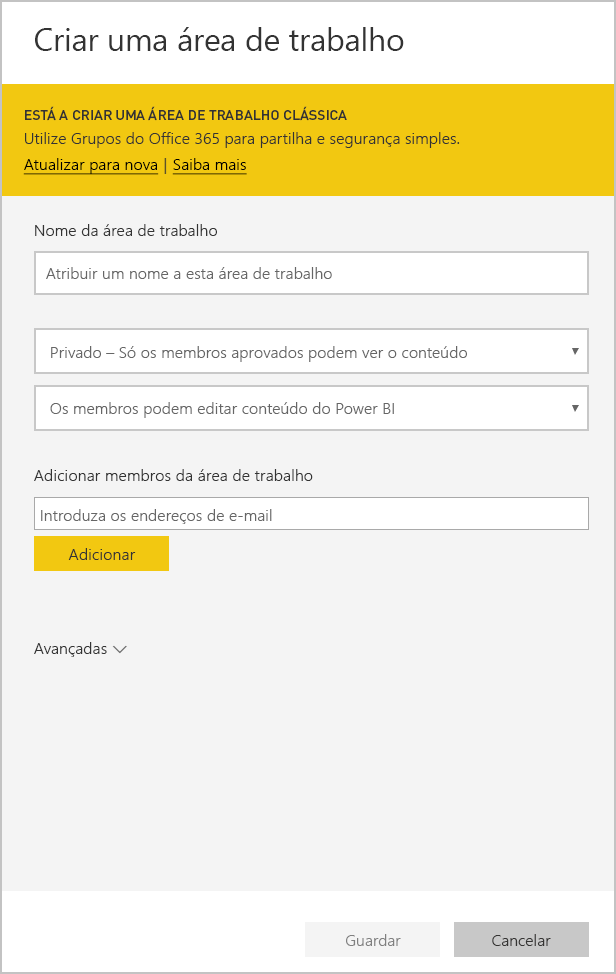 Criar uma área de trabalho
ESTÁ A CRIAR UMA ÁREA DE TRABALHO CLÁSSICA
Utilize Grupos do Office 365 para partilha e segurança simples.
Atualizar para nova | Saiba mais
Nome da área de trabalho
Atribuir um nome a esta área de trabalho
Privado – Só os membros aprovados podem ver o conteúdo
Os membros podem editar conteúdo do Power BI
Adicionar membros da área de trabalho
Introduza os endereços de e-mail
Adicionar
Avançadas
Guardar Cancelar